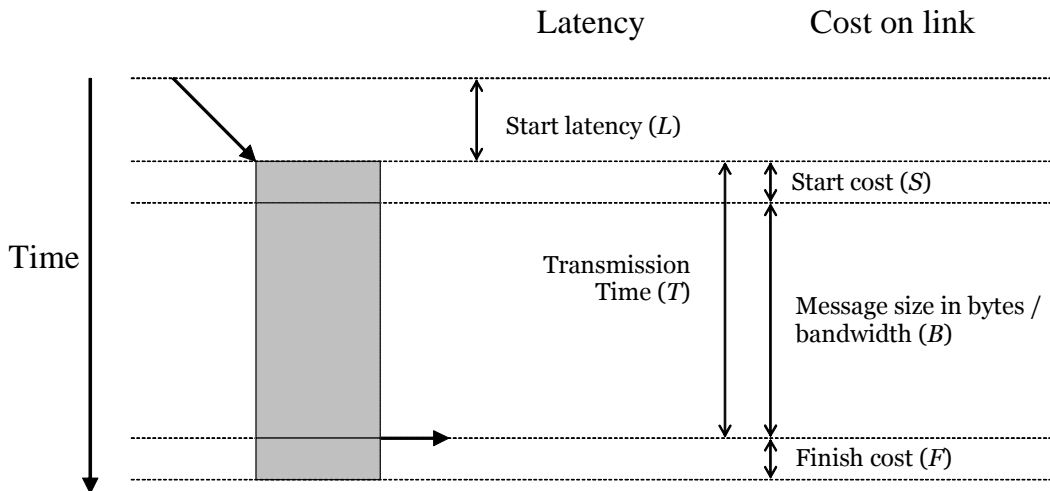 Latency
Cost on link
Start latency (L)
Start cost (S)
Time
Transmission
Time (T)
Message size in bytes /
bandwidth (B)
Finish cost (F)